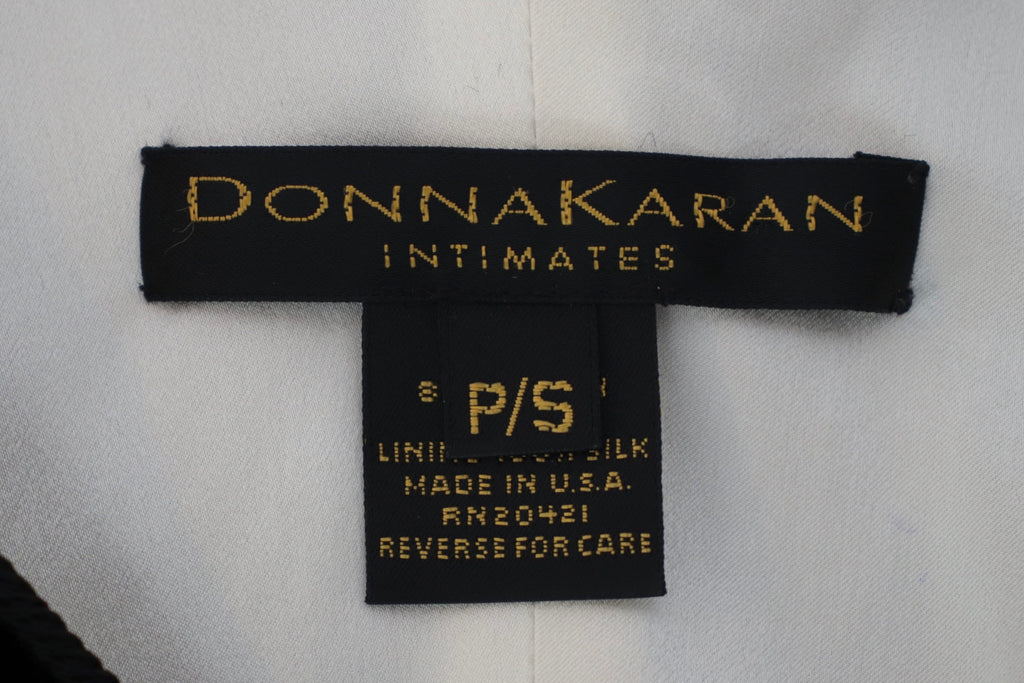 DONNAKARAN
INTIMATES
P/S
SILK
MADE IN U.S.A.
RN20421
REVERSE FOR CARE